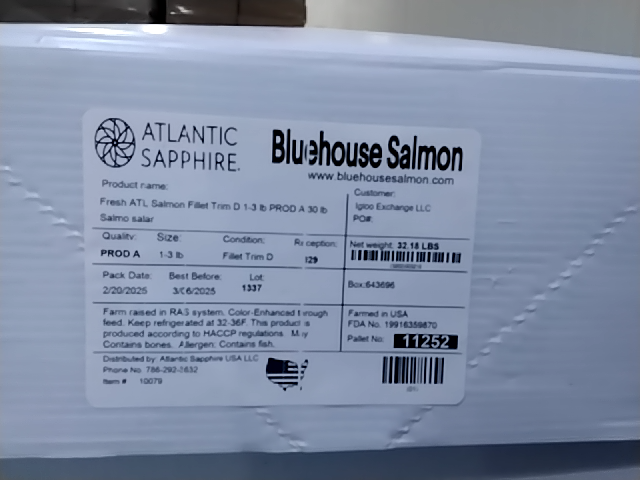 ATLANTIC
SAPPHIRE.
Bluehouse Salmon
www.bluehousesalmon.com
Product name:
Fresh ATL Salmon Fillet Trim D 1-3 lb PROD A 30 lb
Salmo salar
Customer:
Igloo Exchange LLC
PO#:
Quality: Size: Condition: Reception:
PROD A 1-3 lb Fillet Trim D 129
Net weight: 32.18 LBS
Pack Date: Best Before: Lot:
2/20/2025 3/06/2025 1337
Box:643696
Farm raised in RAS system. Color-Enhanced through
feed. Keep refrigerated at 32-36F. This product is
produced according to HACCP regulations. May
Contains bones. Allergen: Contains fish.
Farmed in USA
FDA No. 19916359870
Pallet No: 11252
Distributed by: Atlantic Sapphire USA LLC
Phone No. 786-292-0632
Item # 10079